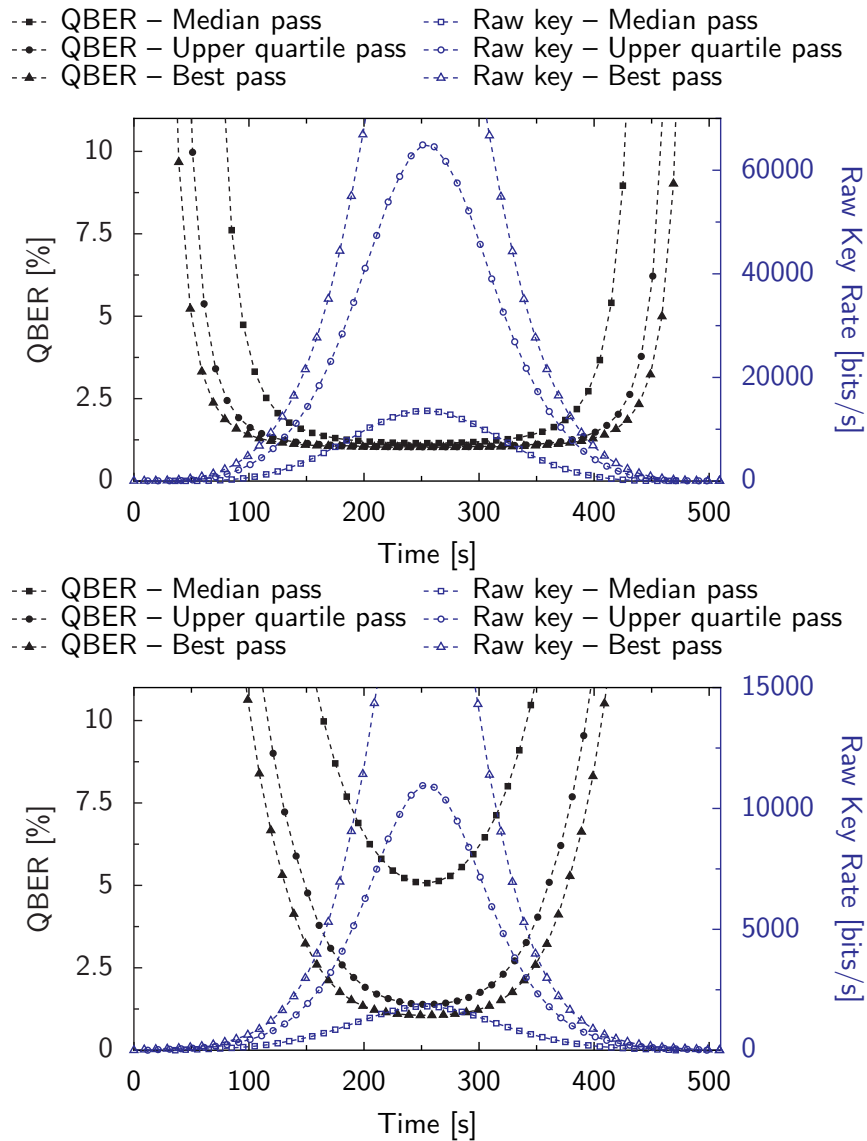 QBER – Median pass
QBER – Upper quartile pass
QBER – Best pass
Raw key – Median pass
Raw key – Upper quartile pass
Raw key – Best pass
10
7.5
5
2.5
0
QBER [%]
60000
40000
20000
0
Raw Key Rate [bits/s]
0 100 200 300 400 500
Time [s]
QBER – Median pass
QBER – Upper quartile pass
QBER – Best pass
Raw key – Median pass
Raw key – Upper quartile pass
Raw key – Best pass
10
7.5
5
2.5
0
QBER [%]
15000
10000
5000
0
Raw Key Rate [bits/s]
0 100 200 300 400 500
Time [s]